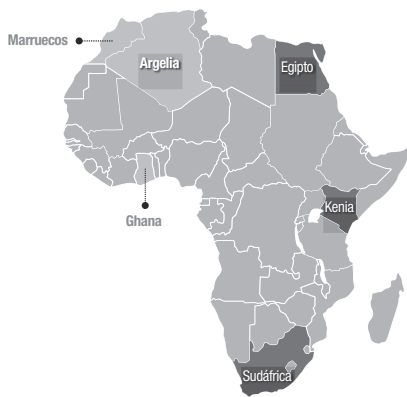 Marruecos
Argelia
Egipto
Kenia
Ghana
Sudáfrica